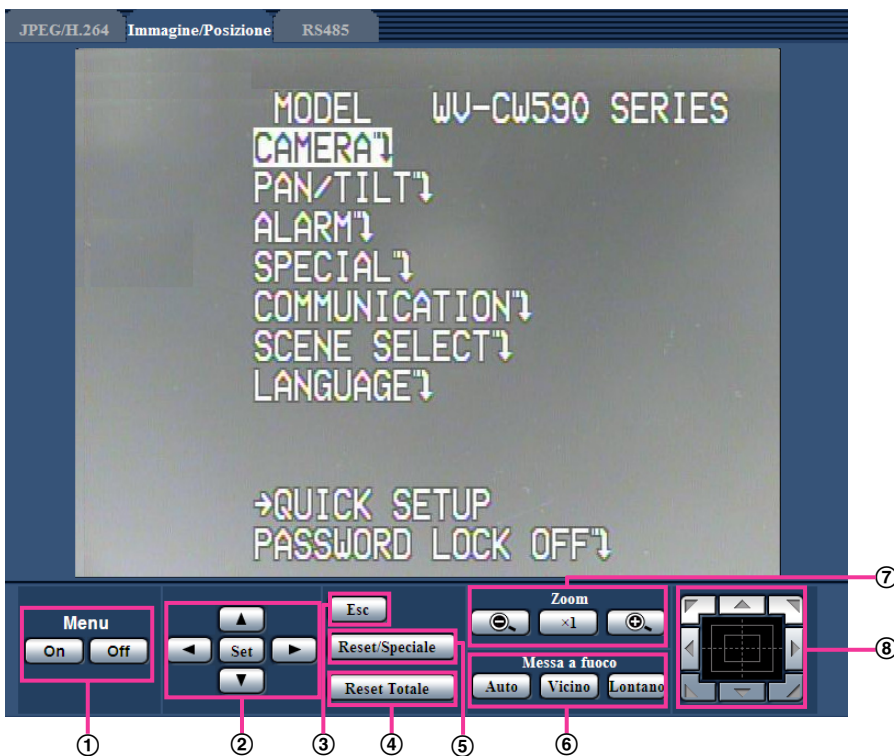 JPEG/H.264 Immagine/Posizione RS485
MODEL WV-CW590 SERIES
CAMERA
PAN/TILT
ALARM
SPECIAL
COMMUNICATION
SCENE SELECT
LANGUAGE
→QUICK SETUP
PASSWORD LOCK OFF
Menu
On Off
Set
Esc
Reset/Speciale
Reset Totale
Zoom
×1
Messa a fuoco
Auto Vicino Lontano
⑦
⑧
① ② ③ ④ ⑤ ⑥